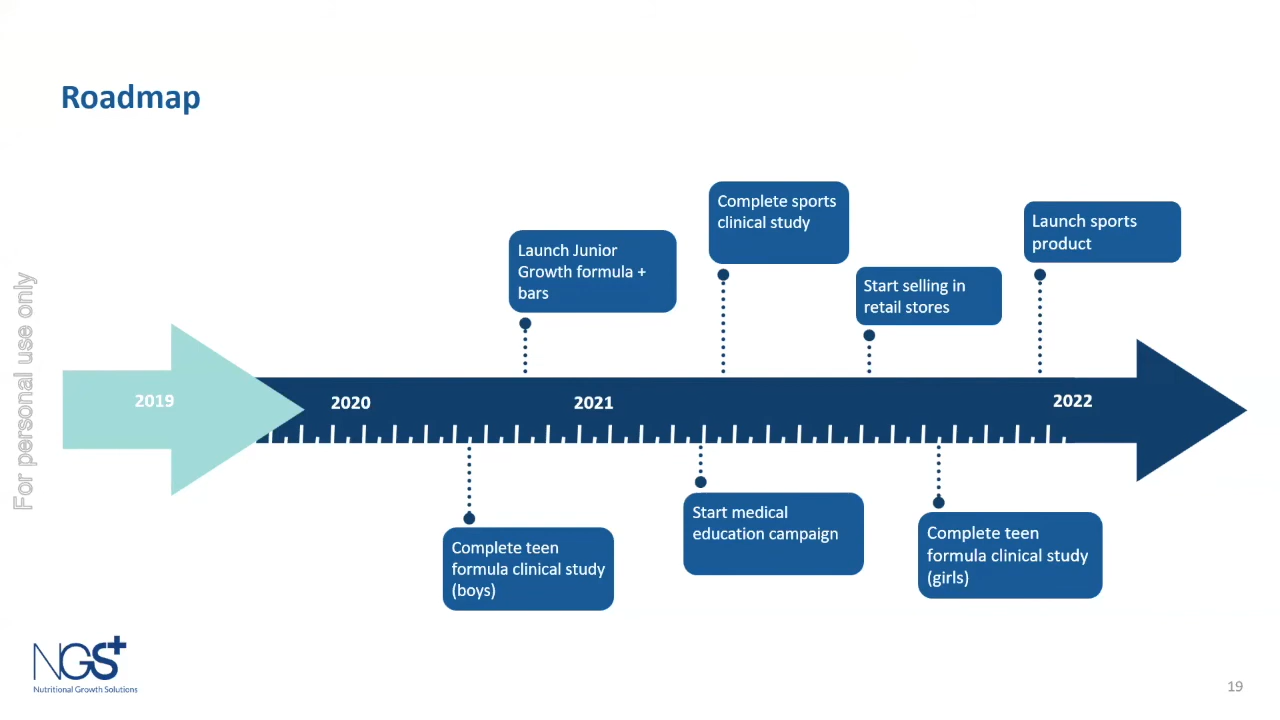 Roadmap
Complete sports
clinical study
Launch sports
product
Launch Junior
Growth formula +
bars
Start selling in
retail stores
For personal use only
2019
2020
2021
2022
Complete teen
formula clinical study
(boys)
Start medical
education campaign
Complete teen
formula clinical study
(girls)
NGS+
Nutritional Growth Solutions
19